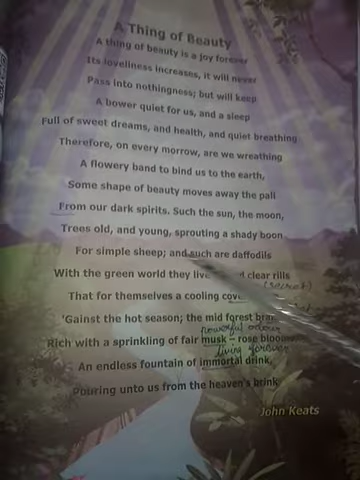 A Thing of Beauty
A thing of beauty is a joy forever
Its loveliness increases, it will never
Pass into nothingness; but will keep
A bower quiet for us, and a sleep
Full of sweet dreams, and health, and quiet breathing
Therefore, on every morrow, are we wreathing
A flowery band to bind us to the earth,
Some shape of beauty moves away the pall
From our dark spirits. Such the sun, the moon,
Trees old, and young, sprouting a shady boon
For simple sheep; and such are daffodils
With the green world they live clear rills
(secret)
That for themselves a cooling
'Gainst the hot season; the mid forest
powerful odour
Rich with a sprinkling of fair musk – rose
living forever
An endless fountain of immortal drink,
Pouring unto us from the heaven's brink
John Keats